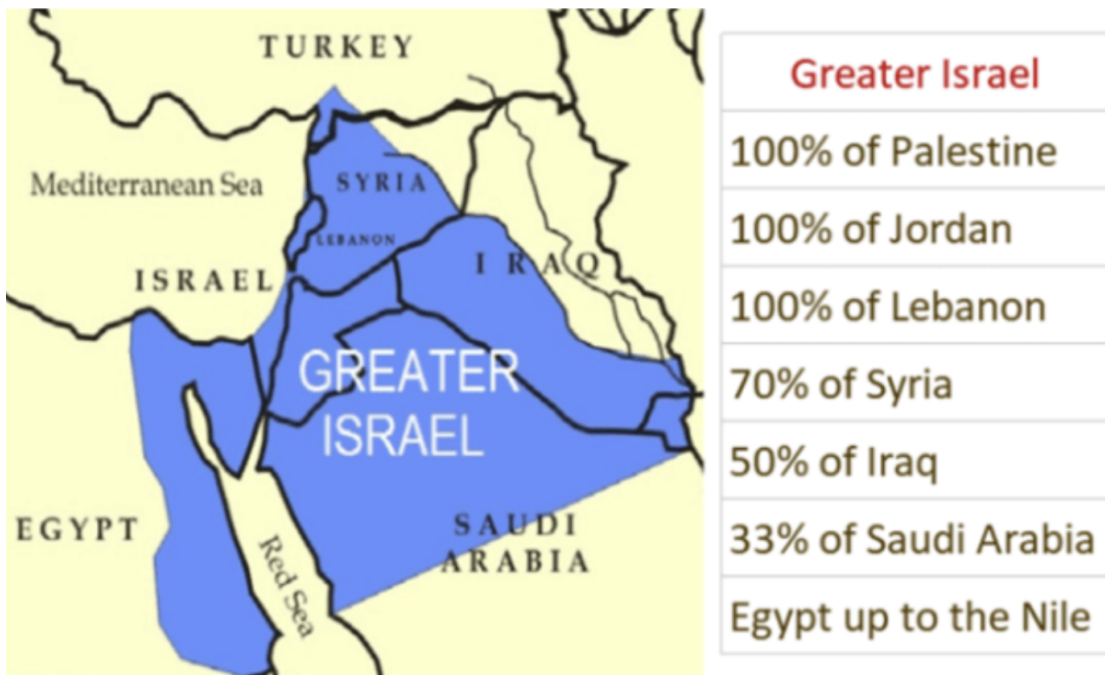 TURKEY
Mediterranean Sea
SYRIA
LEBANON
ISRAEL
IRAQ
GREATER
ISRAEL
EGYPT
Red Sea
SAUDI
ARABIA
Greater Israel
100% of Palestine
100% of Jordan
100% of Lebanon
70% of Syria
50% of Iraq
33% of Saudi Arabia
Egypt up to the Nile